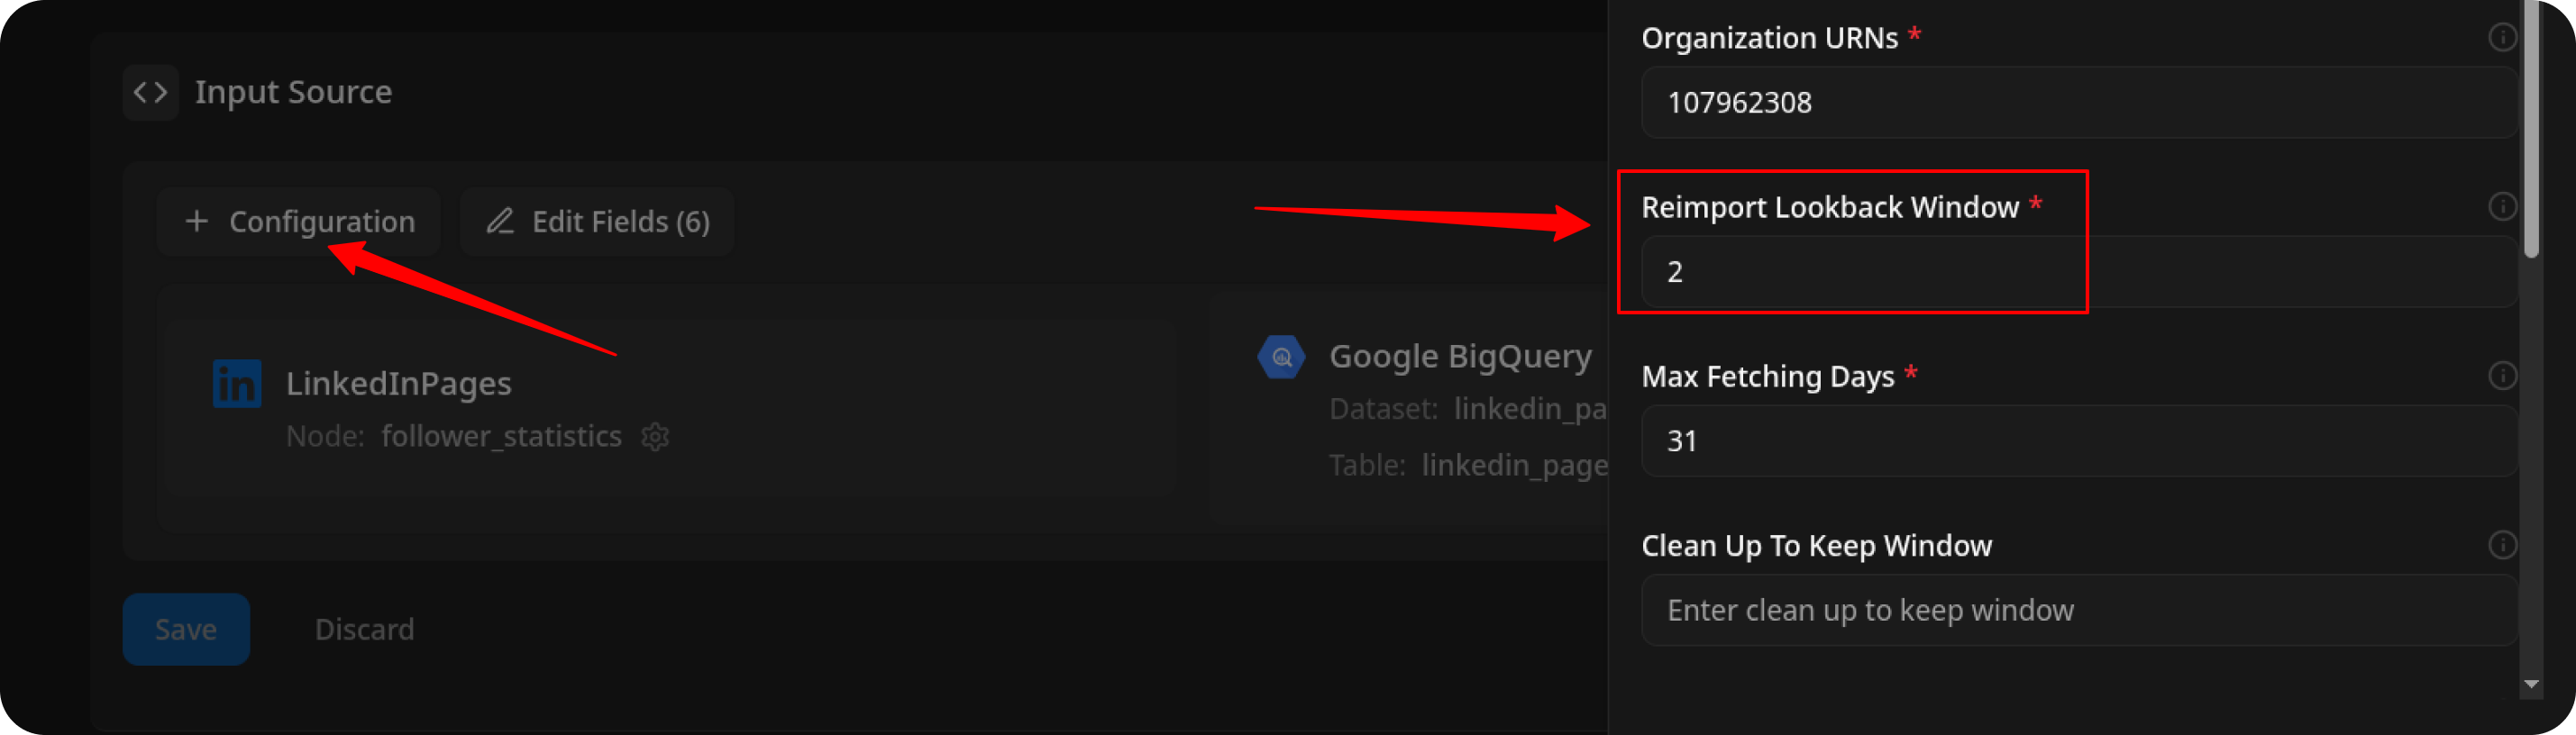 Input Source
Configuration
Edit Fields (6)
in
LinkedInPages
Node: follower_statistics
Google BigQuery
Dataset: linkedin_pa
Table: linkedin_page
Save
Discard
Organization URNs *
107962308
Reimport Lookback Window *
2
Max Fetching Days *
31
Clean Up To Keep Window
Enter clean up to keep window